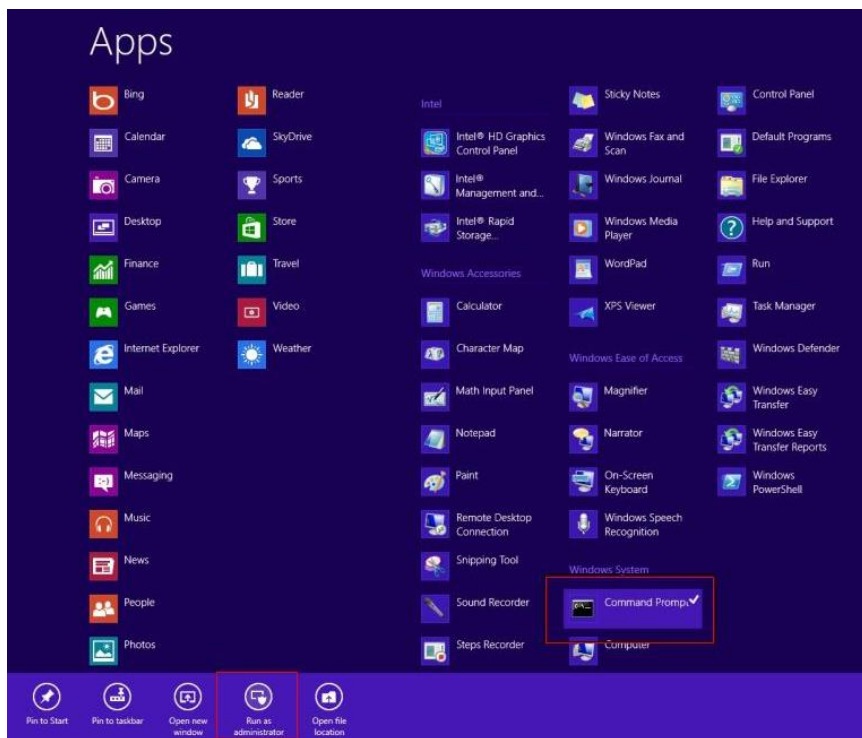 Apps
Bing
Calendar
Camera
Desktop
Finance
Games
Internet Explorer
Mail
Maps
Messaging
Music
News
People
Photos
Reader
SkyDrive
Sports
Store
Travel
Video
Weather
Intel
Intel® HD Graphics
Control Panel
Intel®
Management and...
Intel® Rapid
Storage...
Windows Accessories
Calculator
Character Map
Math Input Panel
Notepad
Paint
Remote Desktop
Connection
Snipping Tool
Sound Recorder
Steps Recorder
Sticky Notes
Windows Fax and
Scan
Windows Journal
Windows Media
Player
WordPad
XPS Viewer
Windows Ease of Access
Magnifier
Narrator
On-Screen
Keyboard
Windows Speech
Recognition
Windows System
Command Prompt
Computer
Control Panel
Default Programs
File Explorer
Help and Support
Run
Task Manager
Windows Defender
Windows Easy
Transfer
Windows Easy
Transfer Reports
Windows
PowerShell
Pin to Start
Pin to taskbar
Open new
window
Run as
administrator
Open file
location